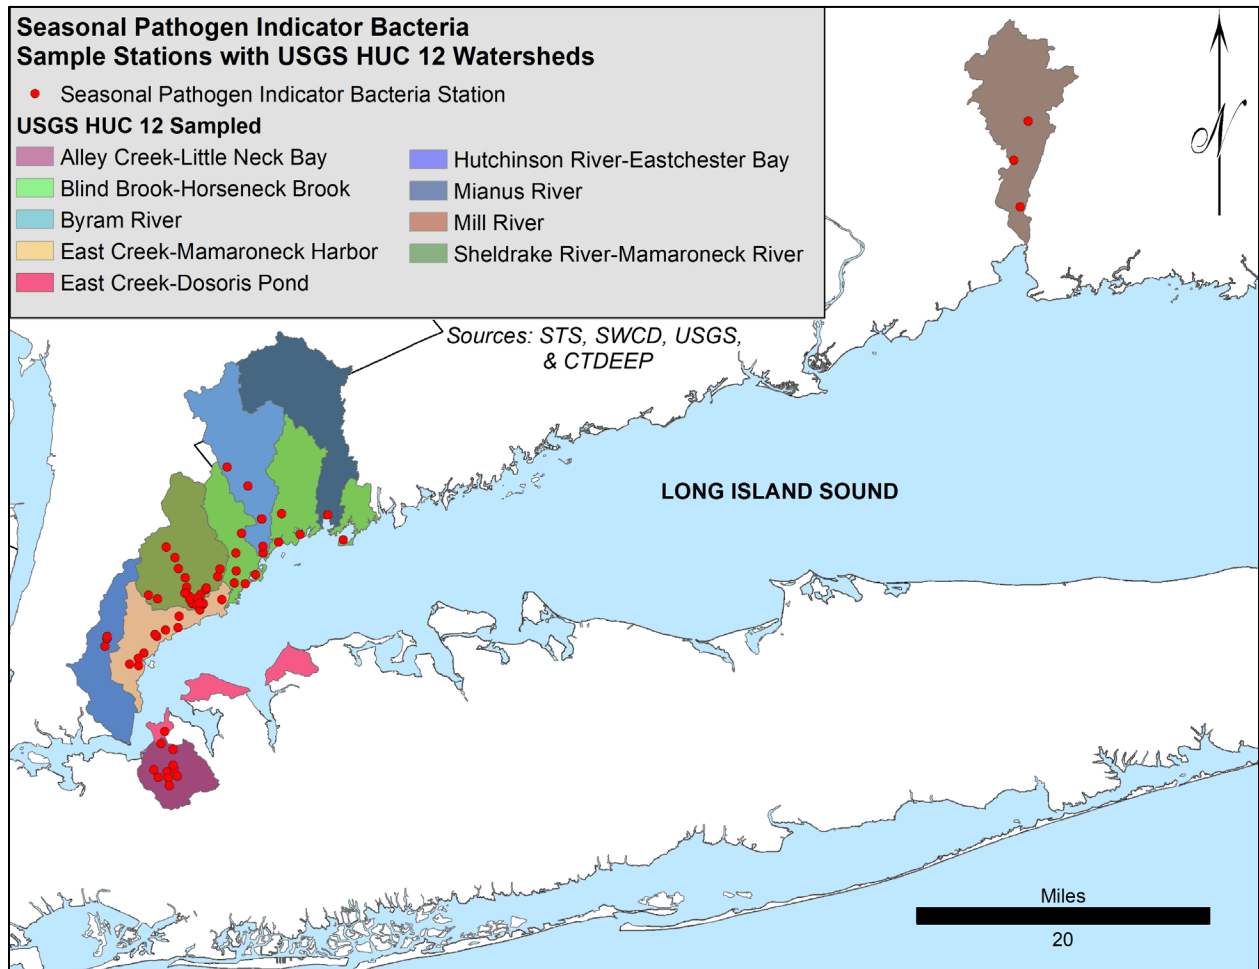 Seasonal Pathogen Indicator Bacteria
Sample Stations with USGS HUC 12 Watersheds
Seasonal Pathogen Indicator Bacteria Station
USGS HUC 12 Sampled
Alley Creek-Little Neck Bay
Blind Brook-Horseneck Brook
Byram River
East Creek-Mamaroneck Harbor
East Creek-Dosoris Pond
Hutchinson River-Eastchester Bay
Mianus River
Mill River
Sheldrake River-Mamaroneck River
N
Sources: STS, SWCD, USGS,
& CTDEEP
LONG ISLAND SOUND
Miles
20